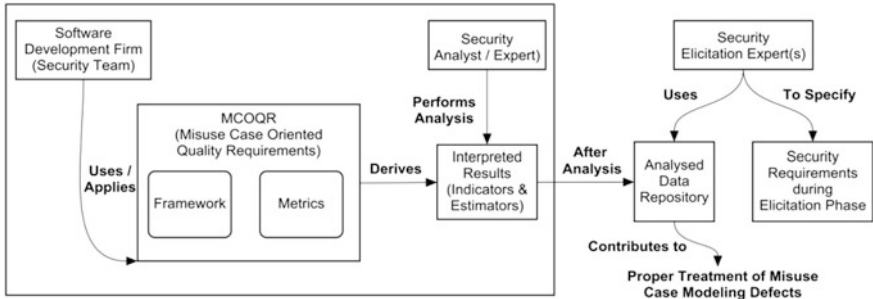 Software
Development Firm
(Security Team)
Security
Analyst / Expert)
Security
Elicitation Expert(s)
Uses
To Specify
Performs
Analysis
MCOQR
(Misuse Case Oriented
Quality Requirements)
Uses /
Applies
Framework
Metrics
Derives
Interpreted
Results
(Indicators &
Estimators)
After
Analysis
Analysed
Data
Repository
Security
Requirements
during
Elicitation Phase
Contributes to
Proper Treatment of Misuse
Case Modeling Defects